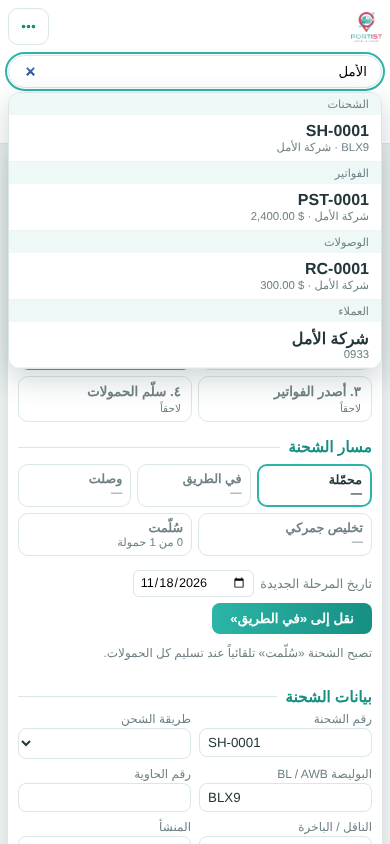 PORTIST
الأمل
الشحنات
SH-0001
BLX9 · شركة الأمل
الفواتير
PST-0001
شركة الأمل · $ 2,400.00
الوصولات
RC-0001
شركة الأمل · $ 300.00
العملاء
شركة الأمل
0933
٣. أصدر الفواتير
لاحقاً
٤. سلّم الحمولات
لاحقاً
مسار الشحنة
محمّلة
—
في الطريق
—
وصلت
—
تخليص جمركي
—
سُلّمت
0 من 1 حمولة
تاريخ المرحلة الجديدة
11/18/2026
نقل إلى «في الطريق»
تصبح الشحنة «سُلّمت» تلقائياً عند تسليم كل الحمولات.
بيانات الشحنة
رقم الشحنة
طريقة الشحن
SH-0001
البوليصة BL / AWB
رقم الحاوية
BLX9
الناقل / الباخرة
المنشأ